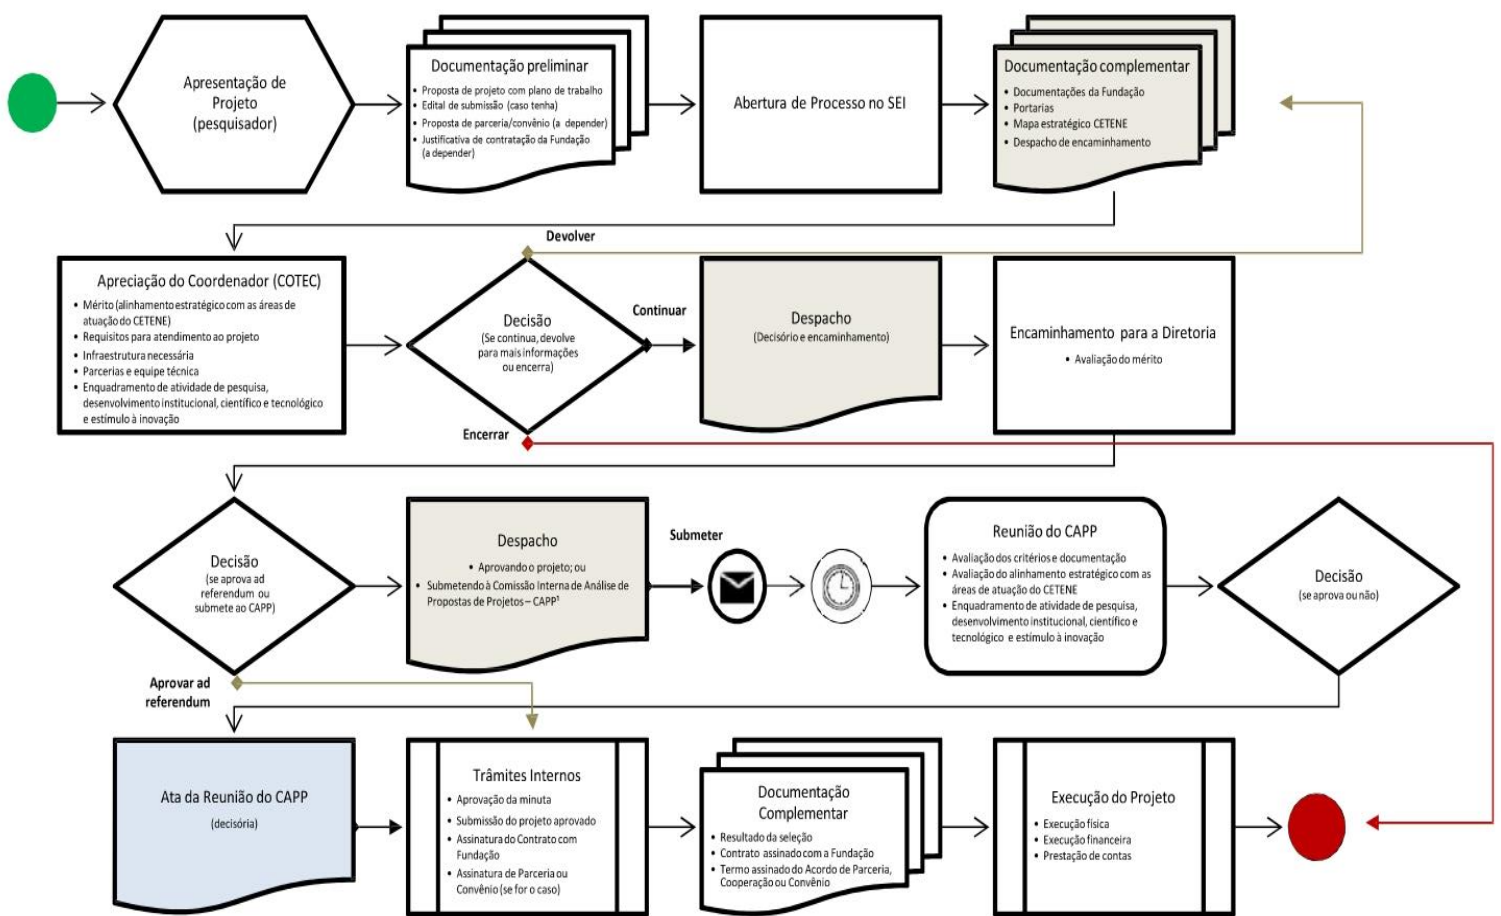 Apresentação de
Projeto
(pesquisador)
Documentação preliminar
• Proposta de projeto com plano de trabalho
• Edital de submissão (caso tenha)
• Proposta de parceria/convênio (a depender)
• Justificativa de contratação da Fundação
(a depender)
Abertura de Processo no SEI
Documentação complementar
• Documentações da Fundação
• Portarias
• Mapa estratégico CETENE
• Despacho de encaminhamento
Apreciação do Coordenador (COTEC)
• Mérito (alinhamento estratégico com as áreas de
atuação do CETENE)
• Requisitos para atendimento ao projeto
• Infraestrutura necessária
• Parcerias e equipe técnica
• Enquadramento de atividade de pesquisa,
desenvolvimento institucional, científico e tecnológico
e estímulo à inovação
Devolver
Decisão
(Se continua, devolve
para mais informações
ou encerra)
Continuar
Encerrar
Despacho
(Decisório e encaminhamento)
Encaminhamento para a Diretoria
• Avaliação do mérito
Decisão
(se aprova ad
referendum ou
submete ao CAPP)
Aprovar ad
referendum
Despacho
• Aprovando o projeto; ou
• Submetendo à Comissão Interna de Análise de
Propostas de Projetos – CAPP¹
Submeter
Reunião do CAPP
• Avaliação dos critérios e documentação
• Avaliação do alinhamento estratégico com as
áreas de atuação do CETENE
• Enquadramento de atividade de pesquisa,
desenvolvimento institucional, científico e
tecnológico e estímulo à inovação
Decisão
(se aprova ou não)
Ata da Reunião do CAPP
(decisória)
Trâmites Internos
• Aprovação da minuta
• Submissão do projeto aprovado
• Assinatura do Contrato com
Fundação
• Assinatura de Parceria ou
Convênio (se for o caso)
Documentação
Complementar
• Resultado da seleção
• Contrato assinado com a Fundação
• Termo assinado do Acordo de Parceria,
Cooperação ou Convênio
Execução do Projeto
• Execução física
• Execução financeira
• Prestação de contas